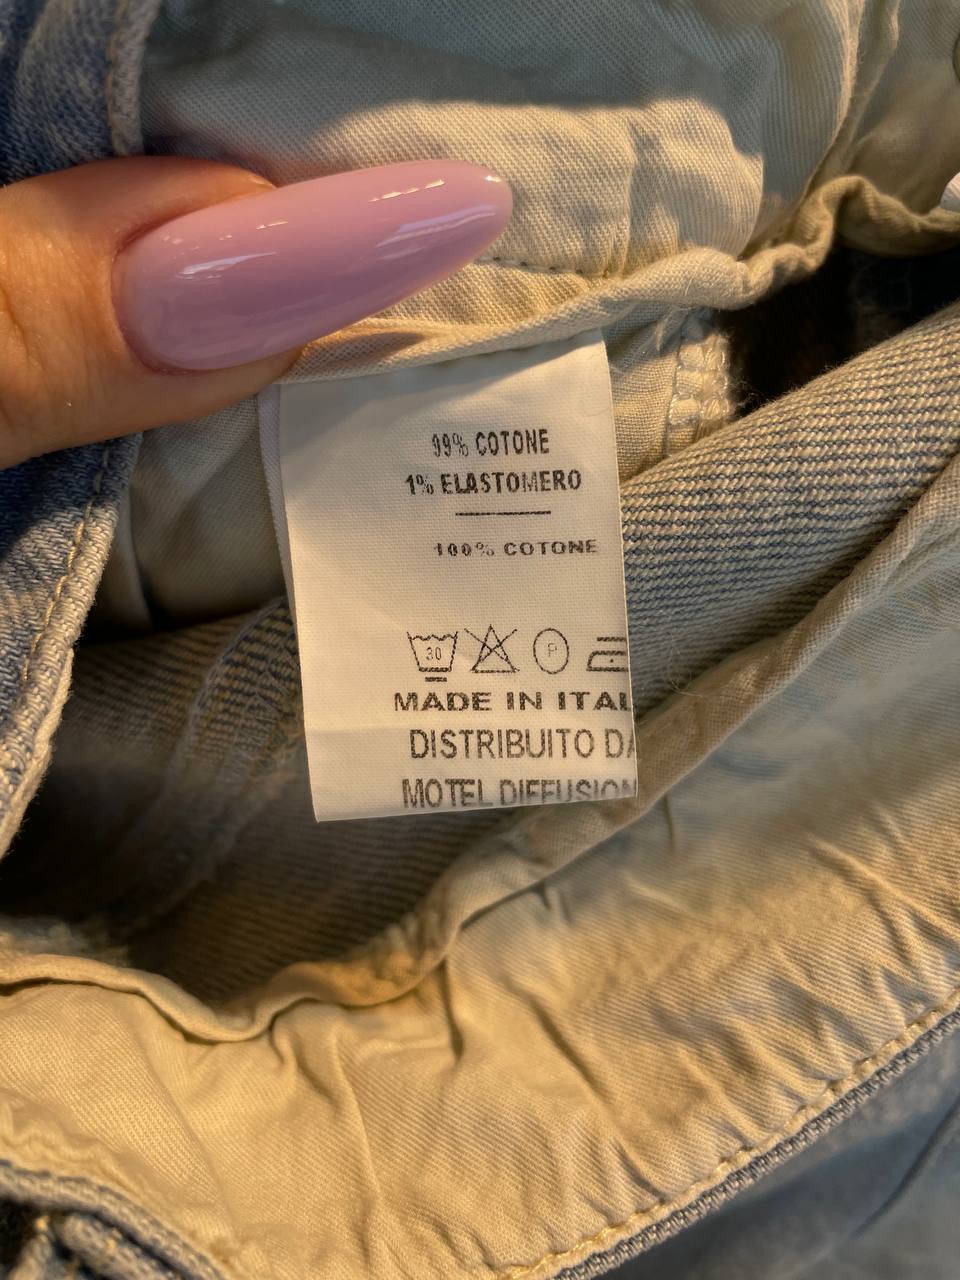 99% COTONE
1% ELASTOMERO
100% COTONE
30 P
MADE IN ITAL
DISTRIBUITO DA
MOTEL DIFFUSION